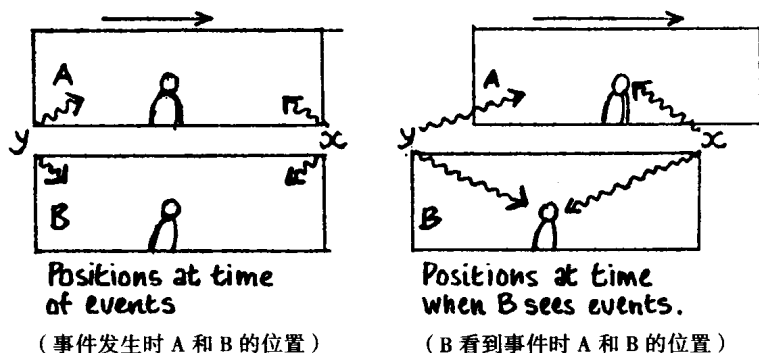 A
y
x
B
Positions at time
of events
(事件发生时 A 和 B 的位置)
A
y
x
B
Positions at time
when B sees events.
(B 看到事件时 A 和 B 的位置)